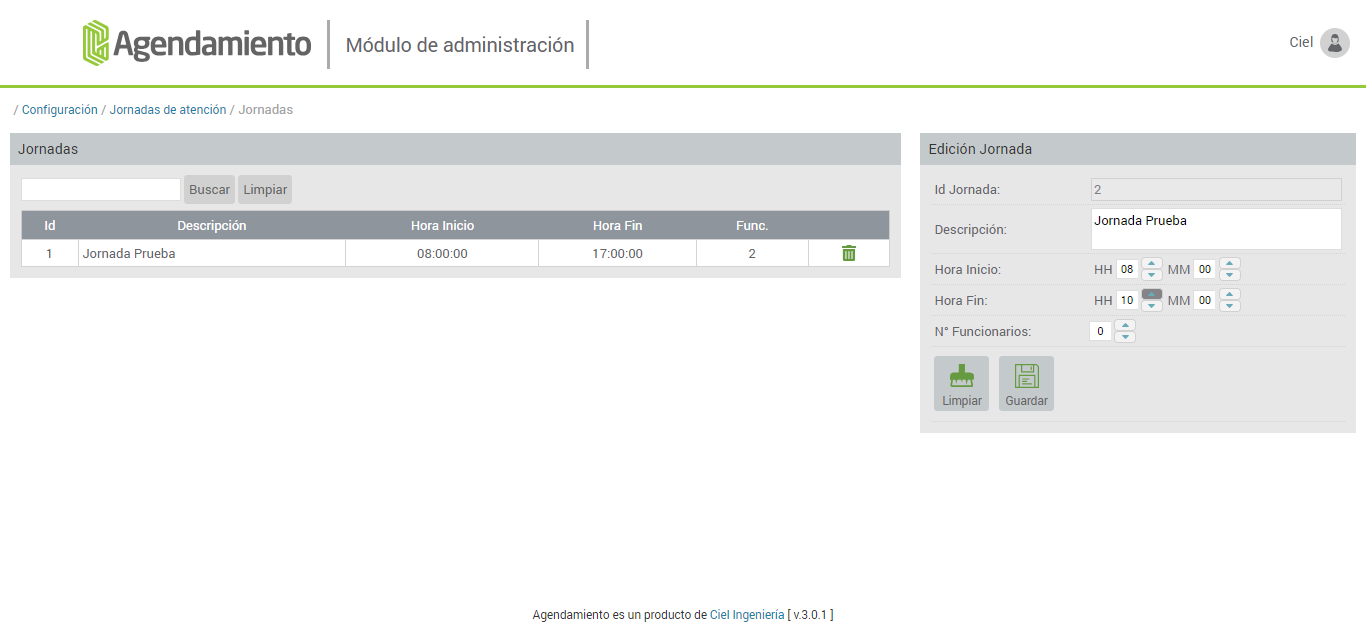 Agendamiento Módulo de administración Ciel
/ Configuración / Jornadas de atención / Jornadas
Jornadas
Buscar Limpiar
Id Descripción Hora Inicio Hora Fin Func.
1 Jornada Prueba 08:00:00 17:00:00 2
Edición Jornada
Id Jornada: 2
Descripción: Jornada Prueba
Hora Inicio: HH 08 MM 00
Hora Fin: HH 10 MM 00
N° Funcionarios: 0
Limpiar Guardar
Agendamiento es un producto de Ciel Ingeniería [ v.3.0.1 ]